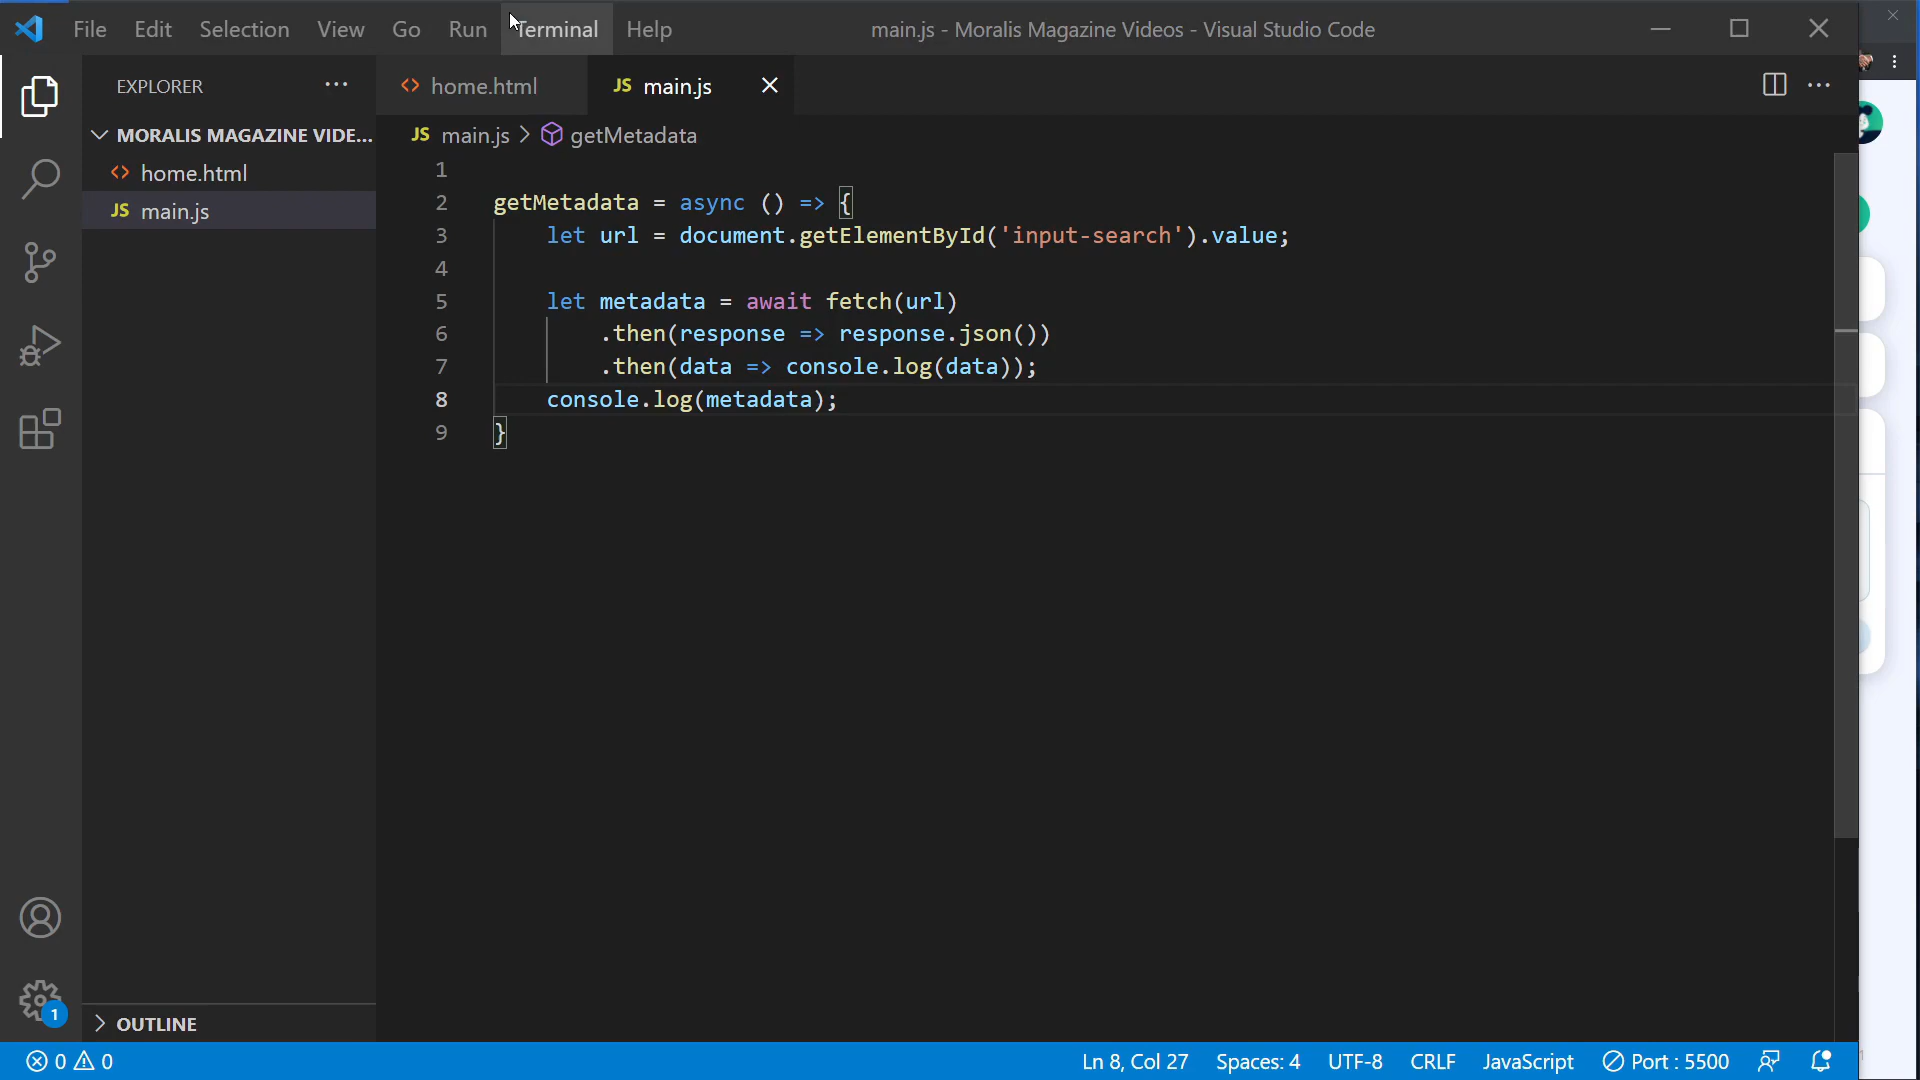 File Edit Selection View Go Run Terminal Help main.js - Moralis Magazine Videos - Visual Studio Code
EXPLORER
home.html
JS main.js
MORALIS MAGAZINE VIDE...
home.html
JS main.js
JS main.js > getMetadata
1
2 getMetadata = async () => {
3 let url = document.getElementById('input-search').value;
4
5 let metadata = await fetch(url)
6 .then(response => response.json())
7 .then(data => console.log(data));
8 console.log(metadata);
9 }
1
OUTLINE
0 0 Ln 8, Col 27 Spaces: 4 UTF-8 CRLF JavaScript Port : 5500